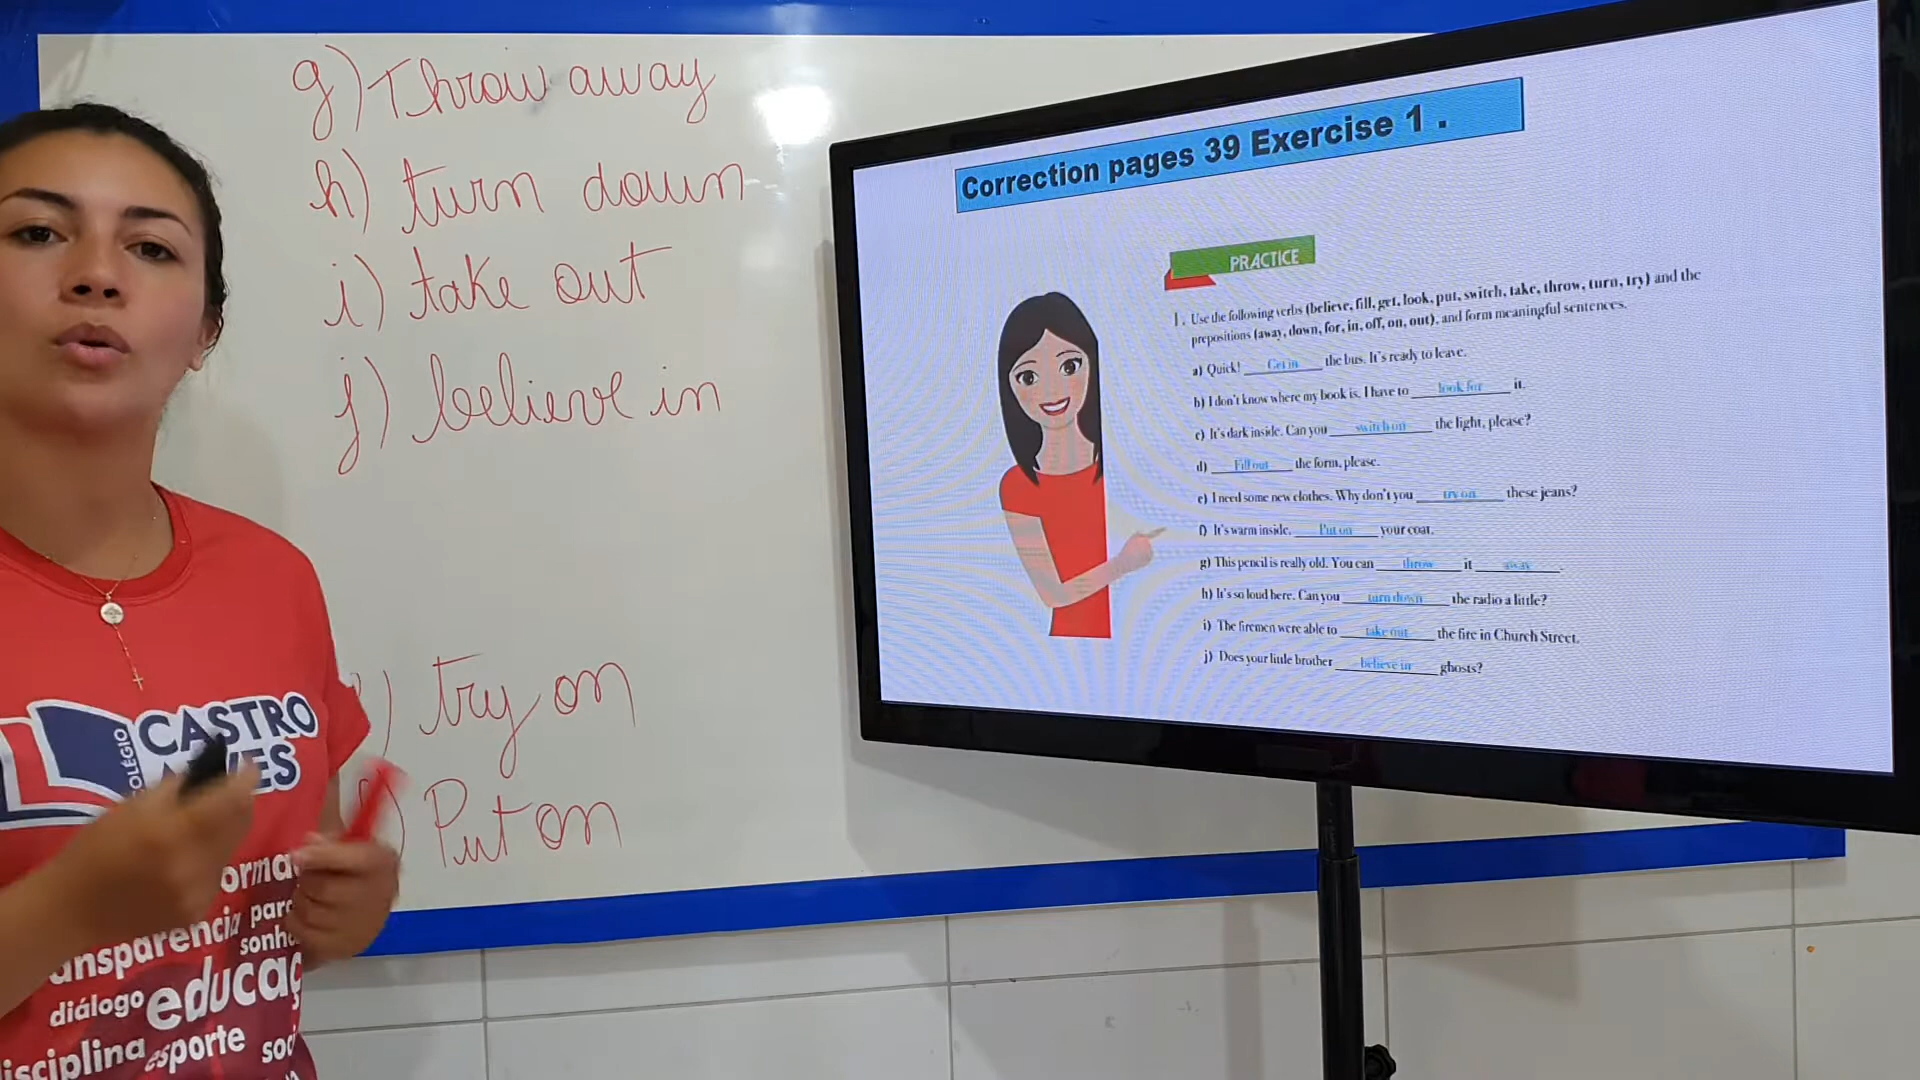 g) Throw away
h) turn down
i) take out
j) believe in
) try on
) Put on
COLÉGIO
CASTRO
ALVES
diálogo
educaç
esporte
sonho
Correction pages 39 Exercise 1 .
PRACTICE
1. Use the following verbs (believe, fill, get, look, put, switch, take, throw, turn, try) and the
prepositions (away, down, for, in, off, on, out), and form meaningful sentences.
a) Quick! Get in the bus. It's ready to leave.
b) I don't know where my book is. I have to look for it.
c) It's dark inside. Can you switch on the light, please?
d) Fill out the form, please.
e) I need some new clothes. Why don't you try on these jeans?
f) It's warm inside. Put on your coat.
g) This pencil is really old. You can throw it away.
h) It's so loud here. Can you turn down the radio a little?
i) The firemen were able to take out the fire in Church Street.
j) Does your little brother believe in ghosts?